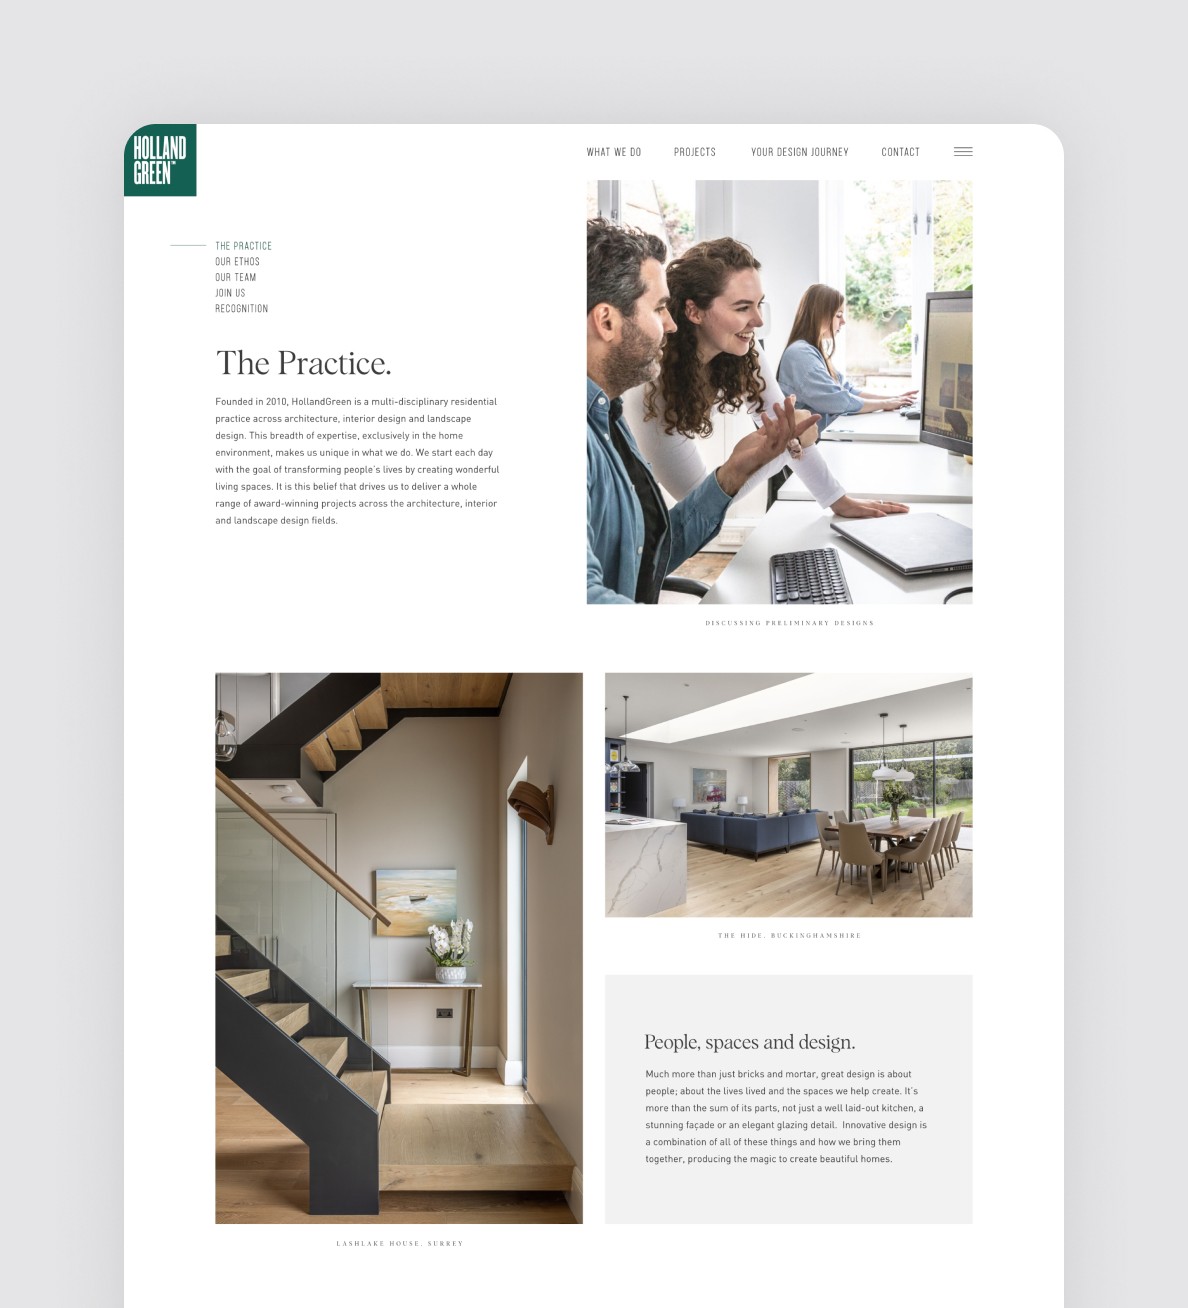 HOLLAND
GREEN™
WHAT WE DO
PROJECTS
YOUR DESIGN JOURNEY
CONTACT
THE PRACTICE
OUR ETHOS
OUR TEAM
JOIN US
RECOGNITION
The Practice.
Founded in 2010, HollandGreen is a multi-disciplinary residential
practice across architecture, interior design and landscape
design. This breadth of expertise, exclusively in the home
environment, makes us unique in what we do. We start each day
with the goal of transforming people's lives by creating wonderful
living spaces. It is this belief that drives us to deliver a whole
range of award-winning projects across the architecture, interior
and landscape design fields.
DISCUSSING PRELIMINARY DESIGNS
THE HIDE, BUCKINGHAMSHIRE
People, spaces and design.
Much more than just bricks and mortar, great design is about
people; about the lives lived and the spaces we help create. It's
more than the sum of its parts, not just a well laid-out kitchen, a
stunning façade or an elegant glazing detail.  Innovative design is
a combination of all of these things and how we bring them
together, producing the magic to create beautiful homes.
LASHLAKE HOUSE, SURREY